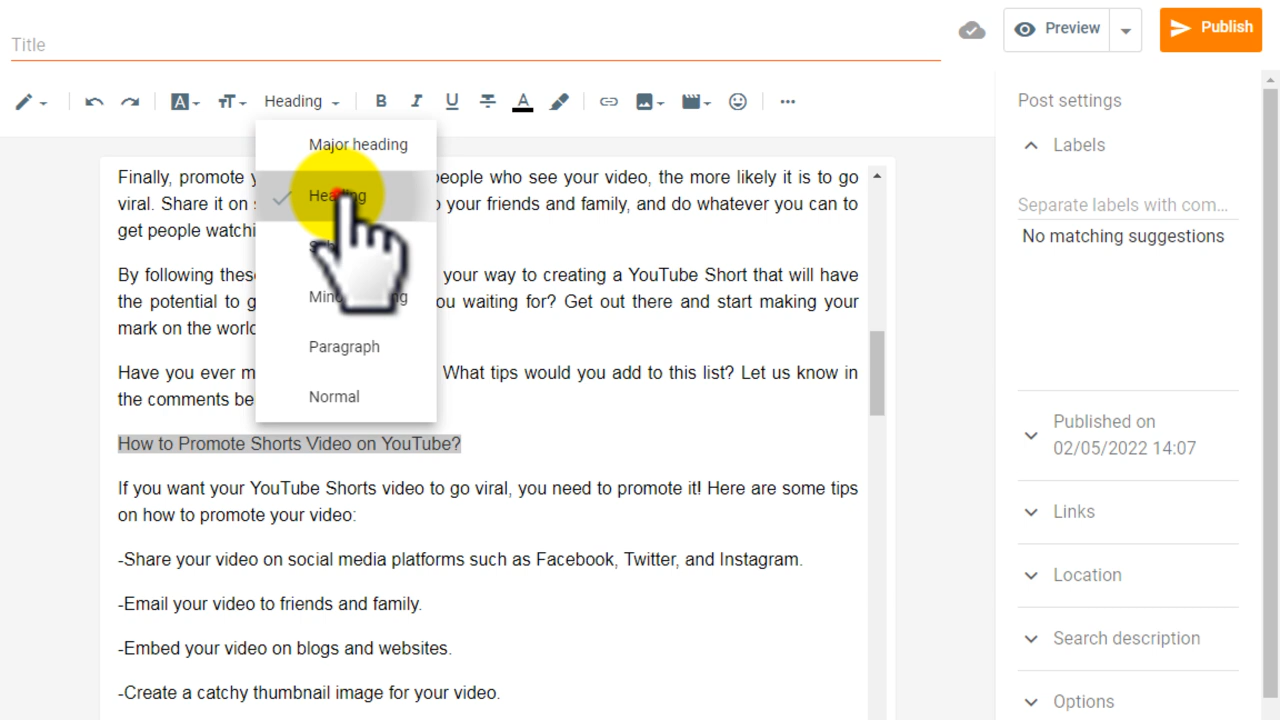 Title
Preview
Publish
Heading
B I U A
Major heading
Heading
Paragraph
Normal
Finally, promote people who see your video, the more likely it is to go
viral. Share it on your friends and family, and do whatever you can to
get people
By following these your way to creating a YouTube Short that will have
the potential to waiting for? Get out there and start making your
mark on the
Have you ever What tips would you add to this list? Let us know in
the comments
How to Promote Shorts Video on YouTube?
If you want your YouTube Shorts video to go viral, you need to promote it! Here are some tips
on how to promote your video:
-Share your video on social media platforms such as Facebook, Twitter, and Instagram.
-Email your video to friends and family.
-Embed your video on blogs and websites.
-Create a catchy thumbnail image for your video.
Post settings
Labels
Separate labels with com...
No matching suggestions
Published on
02/05/2022 14:07
Links
Location
Search description
Options